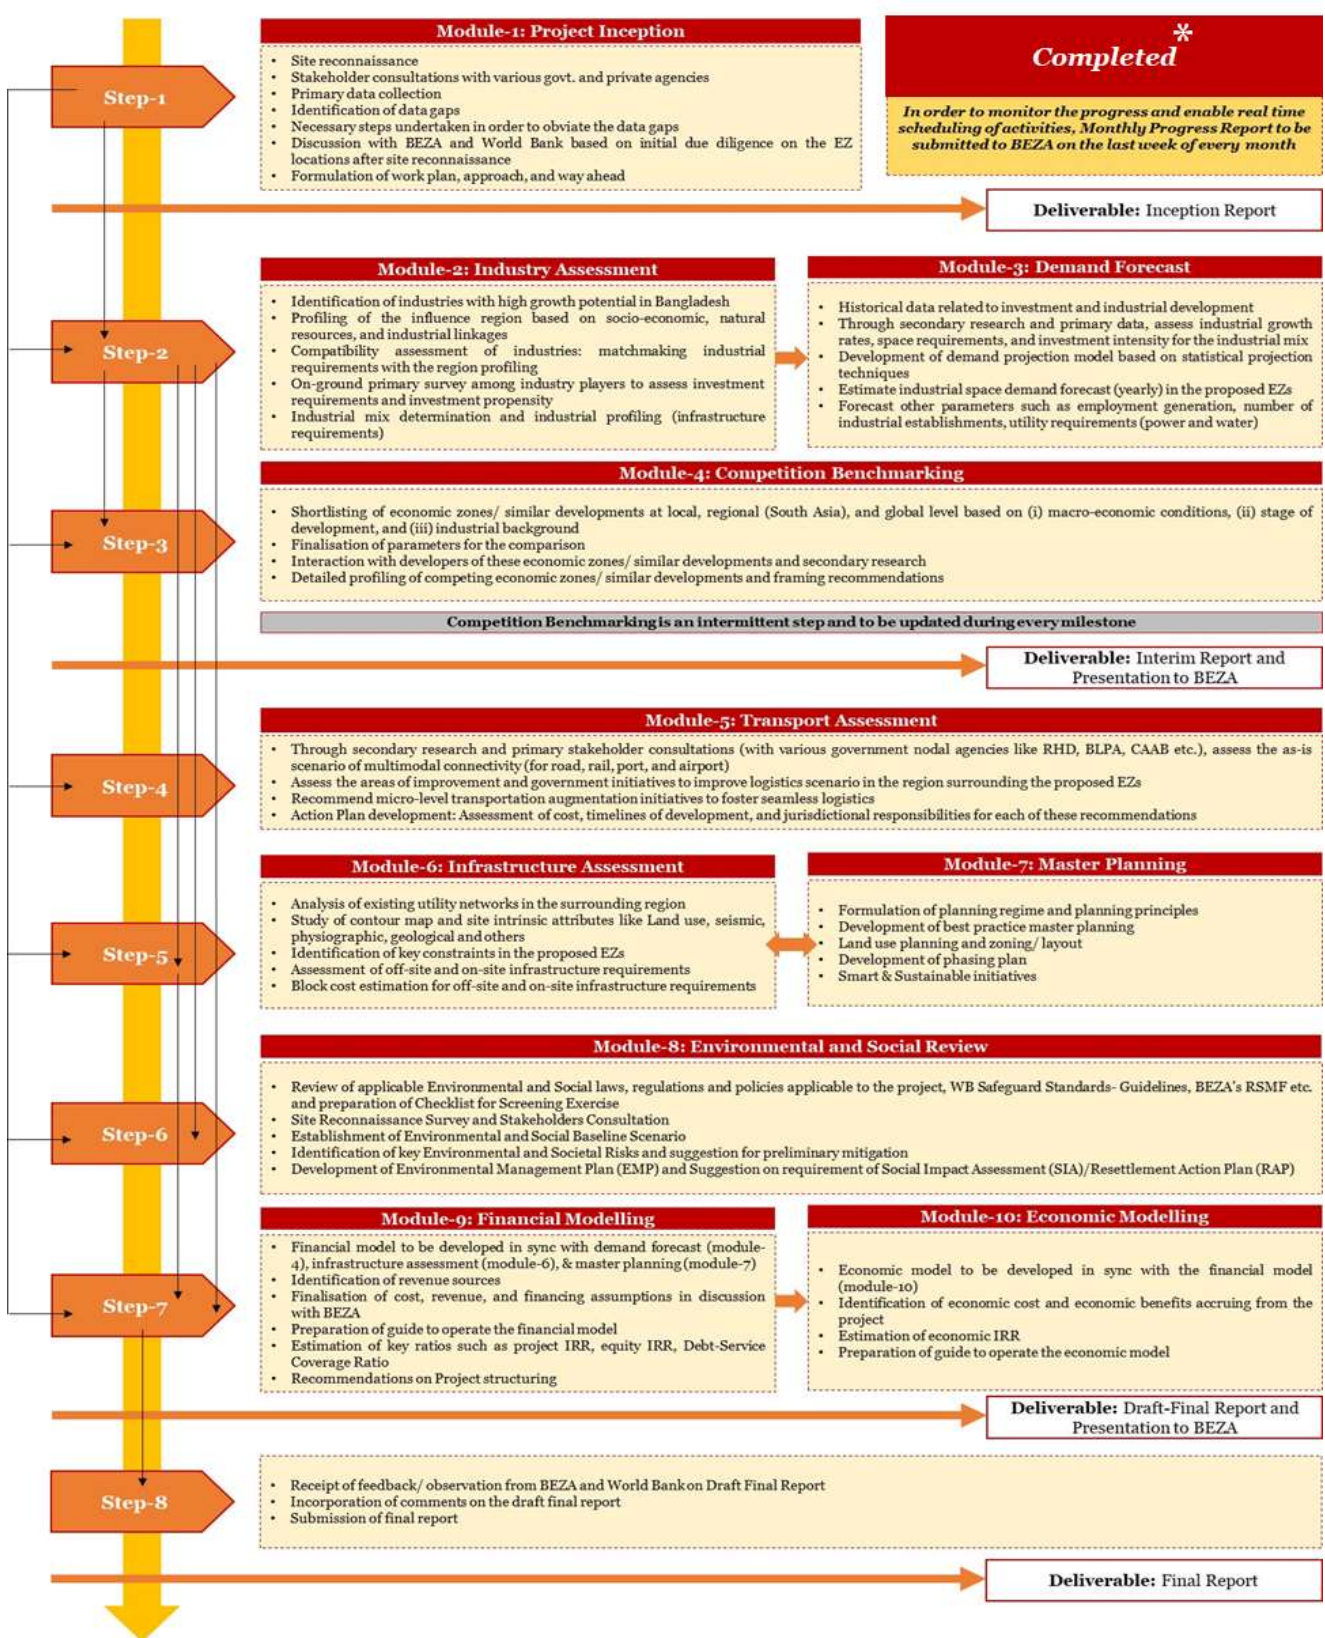 Module-1: Project Inception
• Site reconnaissance
• Stakeholder consultations with various govt. and private agencies
• Primary data collection
• Identification of data gaps
• Necessary steps undertaken in order to obviate the data gaps
• Discussion with BEZA and World Bank based on initial due diligence on the EZ
locations after site reconnaissance
• Formulation of work plan, approach, and way ahead
Step-1
Completed*
In order to monitor the progress and enable real time
scheduling of activities, Monthly Progress Report to be
submitted to BEZA on the last week of every month
Deliverable: Inception Report
Module-2: Industry Assessment
• Identification of industries with high growth potential in Bangladesh
• Profiling of the influence region based on socio-economic, natural
resources, and industrial linkages
• Compatibility assessment of industries: matchmaking industrial
requirements with the region profiling
• On-ground primary survey among industry players to assess investment
requirements and investment propensity
• Industrial mix determination and industrial profiling (infrastructure
requirements)
Step-2
Module-3: Demand Forecast
• Historical data related to investment and industrial development
• Through secondary research and primary data, assess industrial growth
rates, space requirements, and investment intensity for the industrial mix
• Development of demand projection model based on statistical projection
techniques
• Estimate industrial space demand forecast (yearly) in the proposed EZs
• Forecast other parameters such as employment generation, number of
industrial establishments, utility requirements (power and water)
Module-4: Competition Benchmarking
• Shortlisting of economic zones/ similar developments at local, regional (South Asia), and global level based on (i) macro-economic conditions, (ii) stage of
development, and (iii) industrial background
• Finalisation of parameters for the comparison
• Interaction with developers of these economic zones/ similar developments and secondary research
• Detailed profiling of competing economic zones/ similar developments and framing recommendations
Step-3
Competition Benchmarking is an intermittent step and to be updated during every milestone
Deliverable: Interim Report and
Presentation to BEZA
Module-5: Transport Assessment
• Through secondary research and primary stakeholder consultations (with various government nodal agencies like RHD, BLPA, CAAB etc.), assess the as-is
scenario of multimodal connectivity (for road, rail, port, and airport)
• Assess the areas of improvement and government initiatives to improve logistics scenario in the region surrounding the proposed EZs
• Recommend micro-level transportation augmentation initiatives to foster seamless logistics
• Action Plan development: Assessment of cost, timelines of development, and jurisdictional responsibilities for each of these recommendations
Step-4
Module-6: Infrastructure Assessment
• Analysis of existing utility networks in the surrounding region
• Study of contour map and site intrinsic attributes like Land use, seismic,
physiographic, geological and others
• Identification of key constraints in the proposed EZs
• Assessment of off-site and on-site infrastructure requirements
• Block cost estimation for off-site and on-site infrastructure requirements
Step-5
Module-7: Master Planning
• Formulation of planning regime and planning principles
• Development of best practice master planning
• Land use planning and zoning/ layout
• Development of phasing plan
• Smart & Sustainable initiatives
Module-8: Environmental and Social Review
• Review of applicable Environmental and Social laws, regulations and policies applicable to the project, WB Safeguard Standards- Guidelines, BEZA's RSMF etc.
and preparation of Checklist for Screening Exercise
• Site Reconnaissance Survey and Stakeholders Consultation
• Establishment of Environmental and Social Baseline Scenario
• Identification of key Environmental and Societal Risks and suggestion for preliminary mitigation
• Development of Environmental Management Plan (EMP) and Suggestion on requirement of Social Impact Assessment (SIA)/Resettlement Action Plan (RAP)
Step-6
Module-9: Financial Modelling
• Financial model to be developed in sync with demand forecast (module-
4), infrastructure assessment (module-6), & master planning (module-7)
• Identification of revenue sources
• Finalisation of cost, revenue, and financing assumptions in discussion
with BEZA
• Preparation of guide to operate the financial model
• Estimation of key ratios such as project IRR, equity IRR, Debt-Service
Coverage Ratio
• Recommendations on Project structuring
Step-7
Module-10: Economic Modelling
• Economic model to be developed in sync with the financial model
(module-10)
• Identification of economic cost and economic benefits accruing from the
project
• Estimation of economic IRR
• Preparation of guide to operate the economic model
Deliverable: Draft-Final Report and
Presentation to BEZA
Step-8
• Receipt of feedback/ observation from BEZA and World Bank on Draft Final Report
• Incorporation of comments on the draft final report
• Submission of final report
Deliverable: Final Report